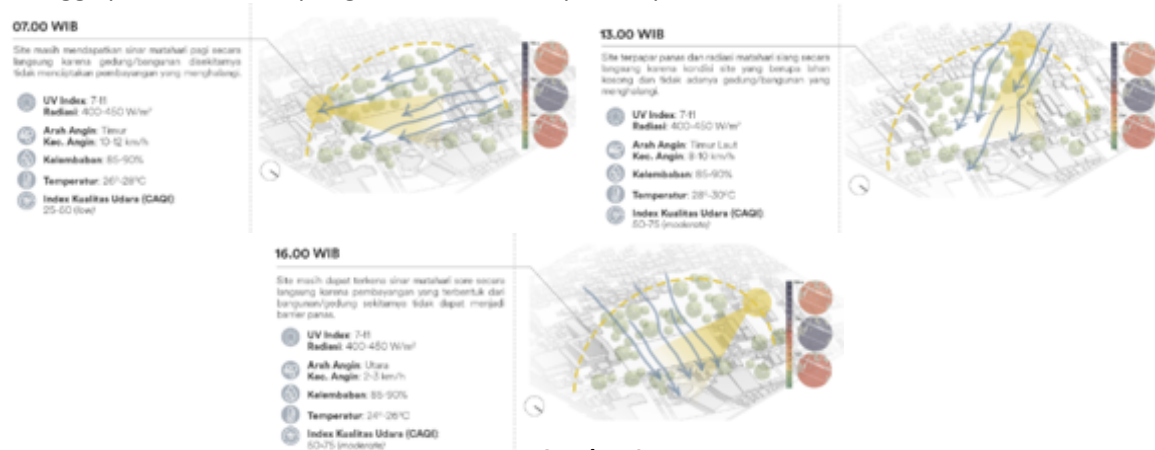 07.00 WIB
Site masih mendapatkan sinar matahari pagi secara
langsung karena gedung/bangunan disekitarnya
tidak menciptakan pembayangan yang menghalangi.
UV Index: 7-11
Radiasi: 400-450 W/m²
Arah Angin: Timur
Kec. Angin: 10-12 km/h
Kelembaban: 85-90%
Temperatur: 26°-28°C
Index Kualitas Udara (CAQI)
25-50 (low)
13.00 WIB
Site terpapar panas dan radiasi matahari siang secara
langsung karena kondisi site yang berupa lahan
kosong dan tidak adanya gedung/bangunan yang
menghalangi.
UV Index: 7-11
Radiasi: 400-450 W/m²
Arah Angin: Timur Laut
Kec. Angin: 8-10 km/h
Kelembaban: 85-90%
Temperatur: 28°-30°C
Index Kualitas Udara (CAQI)
50-75 (moderate)
16.00 WIB
Site masih dapat terkena sinar matahari sore secara
langsung karena pembayangan yang terbentuk dari
bangunan/gedung sekitarnya tidak dapat menjadi
barrier panas.
UV Index: 7-11
Radiasi: 400-450 W/m²
Arah Angin: Utara
Kec. Angin: 2-3 km/h
Kelembaban: 85-90%
Temperatur: 24°-26°C
Index Kualitas Udara (CAQI)
50-75 (moderate)